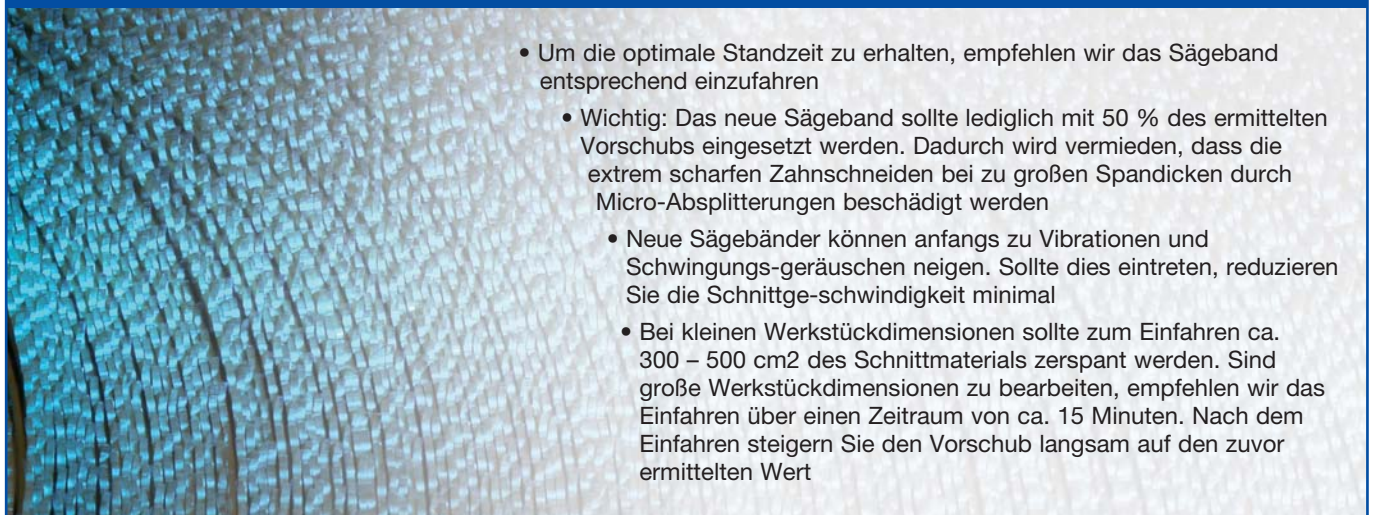 • Um die optimale Standzeit zu erhalten, empfehlen wir das Sägeband
entsprechend einzufahren
• Wichtig: Das neue Sägeband sollte lediglich mit 50 % des ermittelten
Vorschubs eingesetzt werden. Dadurch wird vermieden, dass die
extrem scharfen Zahnschneiden bei zu großen Spandicken durch
Micro-Absplitterungen beschädigt werden
• Neue Sägebänder können anfangs zu Vibrationen und
Schwingungs-geräuschen neigen. Sollte dies eintreten, reduzieren
Sie die Schnittge-schwindigkeit minimal
• Bei kleinen Werkstückdimensionen sollte zum Einfahren ca.
300 – 500 cm2 des Schnittmaterials zerspant werden. Sind
große Werkstückdimensionen zu bearbeiten, empfehlen wir das
Einfahren über einen Zeitraum von ca. 15 Minuten. Nach dem
Einfahren steigern Sie den Vorschub langsam auf den zuvor
ermittelten Wert